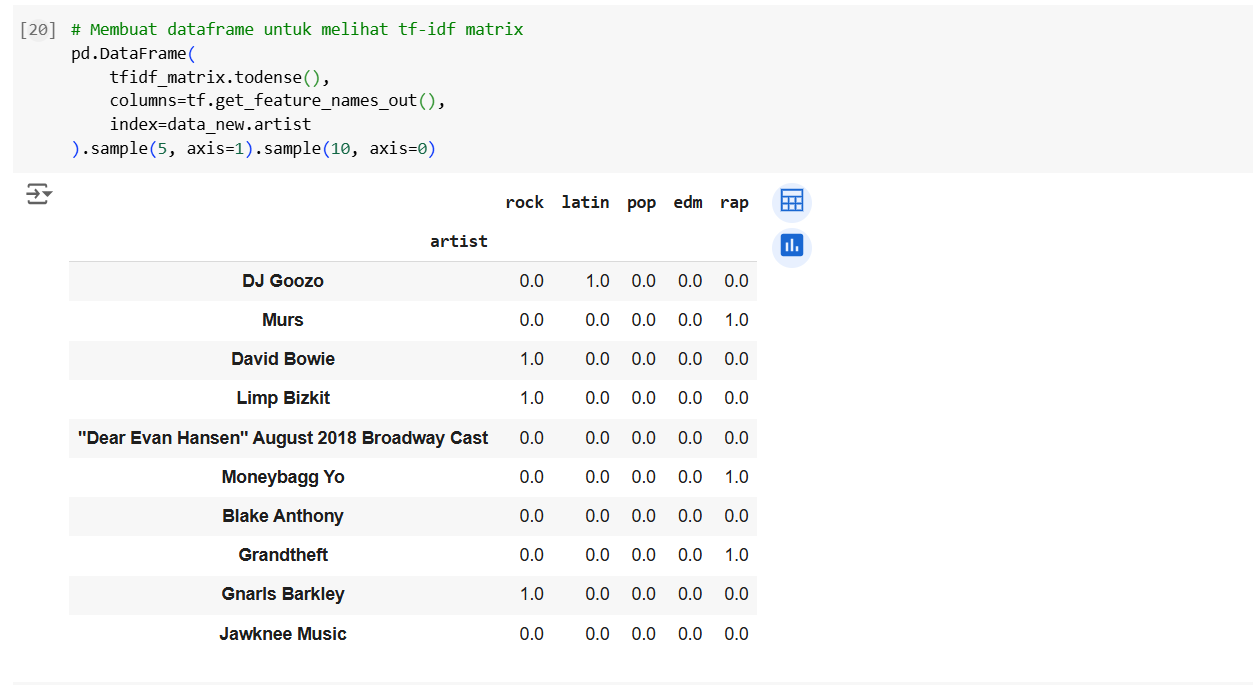 [20] # Membuat dataframe untuk melihat tf-idf matrix
pd.DataFrame(
    tfidf_matrix.todense(),
    columns=tf.get_feature_names_out(),
    index=data_new.artist
).sample(5, axis=1).sample(10, axis=0)
rock latin pop edm rap
artist
DJ Goozo 0.0 1.0 0.0 0.0 0.0
Murs 0.0 0.0 0.0 0.0 1.0
David Bowie 1.0 0.0 0.0 0.0 0.0
Limp Bizkit 1.0 0.0 0.0 0.0 0.0
"Dear Evan Hansen" August 2018 Broadway Cast 0.0 0.0 0.0 0.0 0.0
Moneybagg Yo 0.0 0.0 0.0 0.0 1.0
Blake Anthony 0.0 0.0 0.0 0.0 0.0
Grandtheft 0.0 0.0 0.0 0.0 1.0
Gnarls Barkley 1.0 0.0 0.0 0.0 0.0
Jawknee Music 0.0 0.0 0.0 0.0 0.0